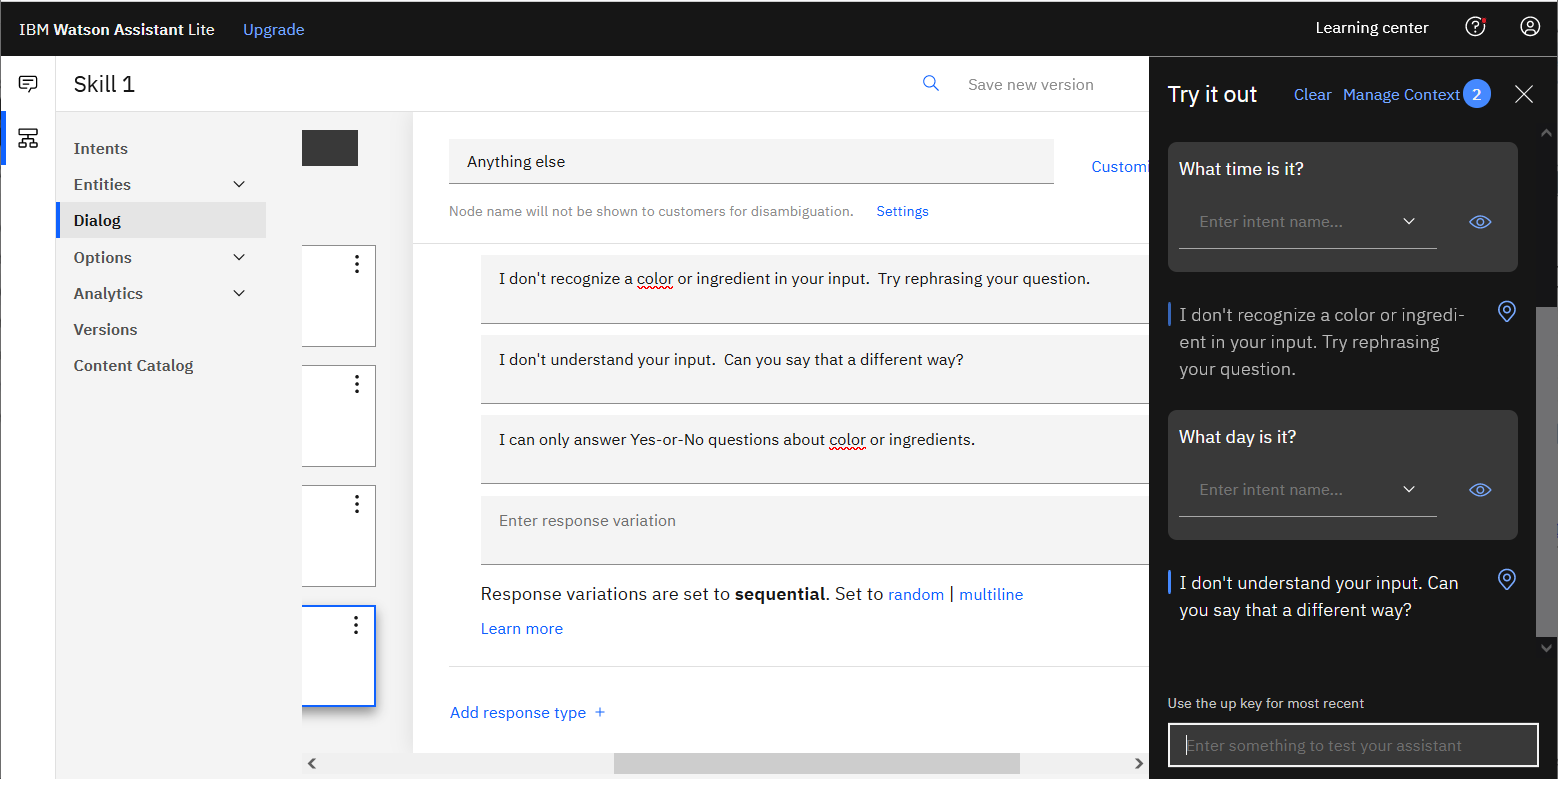 IBM Watson Assistant Lite
Upgrade
Learning center
Skill 1
Save new version
Intents
Entities
Dialog
Options
Analytics
Versions
Content Catalog
Anything else
Customi
Node name will not be shown to customers for disambiguation.
Settings
I don't recognize a color or ingredient in your input.  Try rephrasing your question.
I don't understand your input.  Can you say that a different way?
I can only answer Yes-or-No questions about color or ingredients.
Enter response variation
Response variations are set to sequential. Set to random | multiline
Learn more
Add response type +
Try it out
Clear
Manage Context 2
What time is it?
Enter intent name...
I don't recognize a color or ingredi-
ent in your input. Try rephrasing
your question.
What day is it?
Enter intent name...
I don't understand your input. Can
you say that a different way?
Use the up key for most recent
Enter something to test your assistant